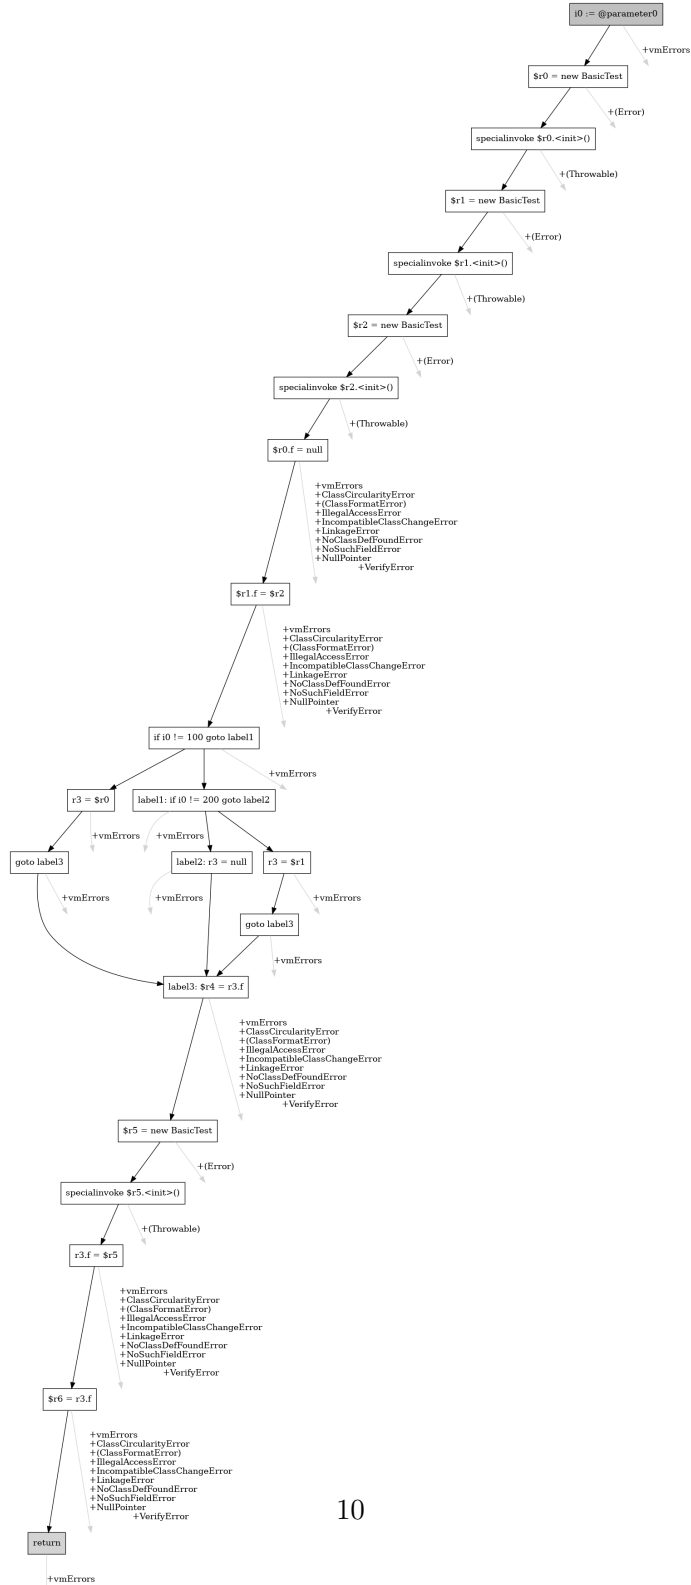 i0 := @parameter0
+vmErrors
$r0 = new BasicTest
+(Error)
specialinvoke $r0.<init>()
+(Throwable)
$r1 = new BasicTest
+(Error)
specialinvoke $r1.<init>()
+(Throwable)
$r2 = new BasicTest
+(Error)
specialinvoke $r2.<init>()
+(Throwable)
$r0.f = null
+vmErrors
+ClassCircularityError
+(ClassFormatError)
+IllegalAccessError
+IncompatibleClassChangeError
+LinkageError
+NoClassDefFoundError
+NoSuchFieldError
+NullPointer
+VerifyError
$r1.f = $r2
+vmErrors
+ClassCircularityError
+(ClassFormatError)
+IllegalAccessError
+IncompatibleClassChangeError
+LinkageError
+NoClassDefFoundError
+NoSuchFieldError
+NullPointer
+VerifyError
if i0 != 100 goto label1
+vmErrors
r3 = $r0
label1: if i0 != 200 goto label2
+vmErrors
+vmErrors
goto label3
label2: r3 = null
r3 = $r1
+vmErrors
+vmErrors
+vmErrors
goto label3
+vmErrors
label3: $r4 = r3.f
+vmErrors
+ClassCircularityError
+(ClassFormatError)
+IllegalAccessError
+IncompatibleClassChangeError
+LinkageError
+NoClassDefFoundError
+NoSuchFieldError
+NullPointer
+VerifyError
$r5 = new BasicTest
+(Error)
specialinvoke $r5.<init>()
+(Throwable)
r3.f = $r5
+vmErrors
+ClassCircularityError
+(ClassFormatError)
+IllegalAccessError
+IncompatibleClassChangeError
+LinkageError
+NoClassDefFoundError
+NoSuchFieldError
+NullPointer
+VerifyError
$r6 = r3.f
+vmErrors
+ClassCircularityError
+(ClassFormatError)
+IllegalAccessError
+IncompatibleClassChangeError
+LinkageError
+NoClassDefFoundError
+NoSuchFieldError
+NullPointer
+VerifyError
10
return
+vmErrors